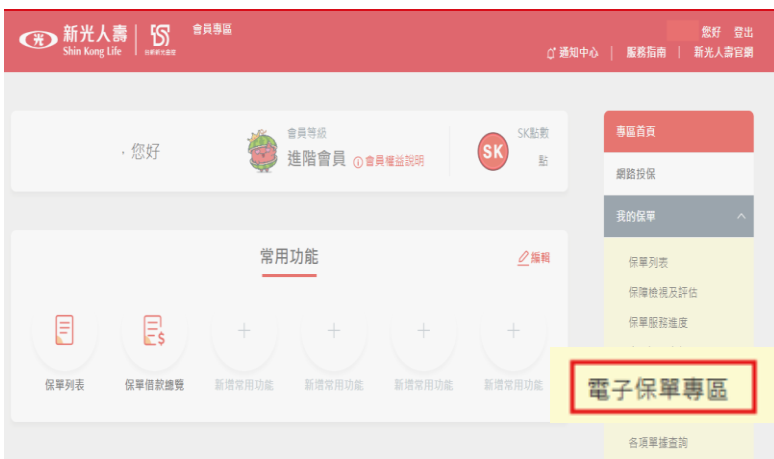 新光人壽
Shin Kong Life
會員專區
您好 登出
通知中心 | 服務指南 | 新光人壽官網
· 您好
會員等級
進階會員 會員權益說明
SK
SK點數
點
專區首頁
網路投保
我的保單
常用功能
編輯
保單列表
保障檢視及評估
保單服務進度
電子保單專區
各項單據查詢
保單列表
保單借款總覽
新增常用功能
新增常用功能
新增常用功能
新增常用功能